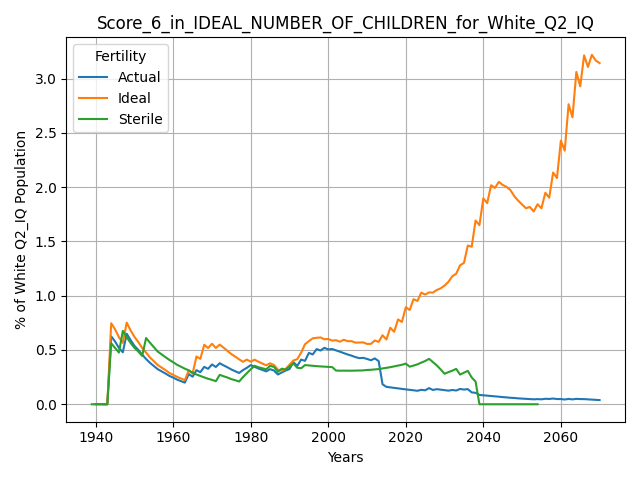 Score_6_in_IDEAL_NUMBER_OF_CHILDREN_for_White_Q2_IQ
Fertility
Actual
Ideal
Sterile
% of White Q2_IQ Population
3.0
2.5
2.0
1.5
1.0
0.5
0.0
1940 1960 1980 2000 2020 2040 2060
Years